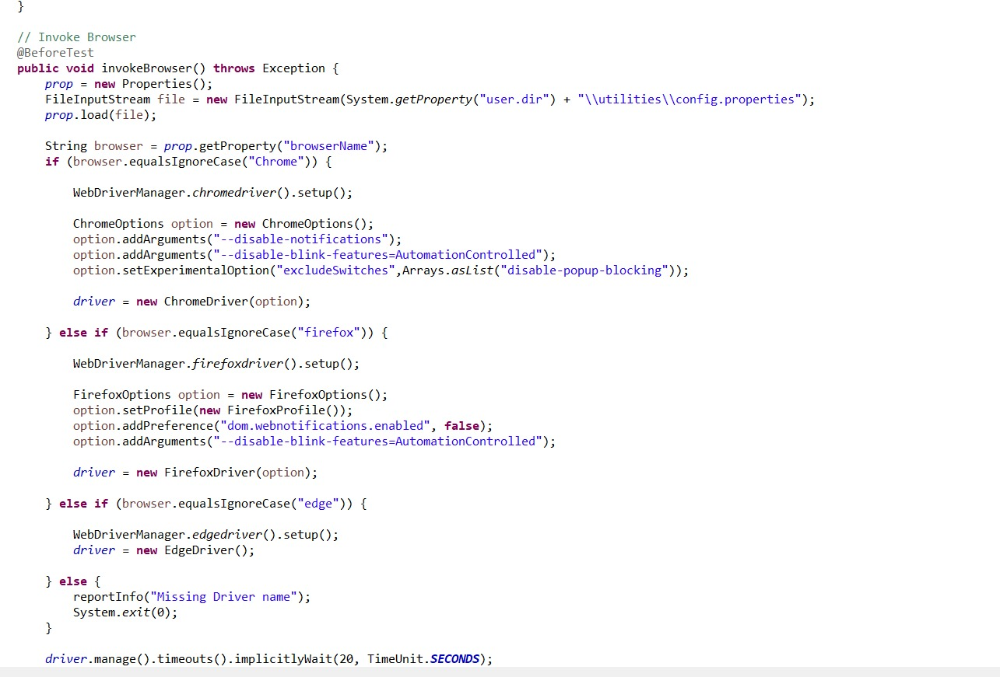 }
// Invoke Browser
@BeforeTest
public void invokeBrowser() throws Exception {
prop = new Properties();
FileInputStream file = new FileInputStream(System.getProperty("user.dir") + "\\utilities\\config.properties");
prop.load(file);
String browser = prop.getProperty("browserName");
if (browser.equalsIgnoreCase("Chrome")) {
WebDriverManager.chromedriver().setup();
ChromeOptions option = new ChromeOptions();
option.addArguments("--disable-notifications");
option.addArguments("--disable-blink-features=AutomationControlled");
option.setExperimentalOption("excludeSwitches",Arrays.asList("disable-popup-blocking"));
driver = new ChromeDriver(option);
} else if (browser.equalsIgnoreCase("firefox")) {
WebDriverManager.firefoxdriver().setup();
FirefoxOptions option = new FirefoxOptions();
option.setProfile(new FirefoxProfile());
option.addPreference("dom.webnotifications.enabled", false);
option.addArguments("--disable-blink-features=AutomationControlled");
driver = new FirefoxDriver(option);
} else if (browser.equalsIgnoreCase("edge")) {
WebDriverManager.edgedriver().setup();
driver = new EdgeDriver();
} else {
reportInfo("Missing Driver name");
System.exit(0);
}
driver.manage().timeouts().implicitlyWait(20, TimeUnit.SECONDS);